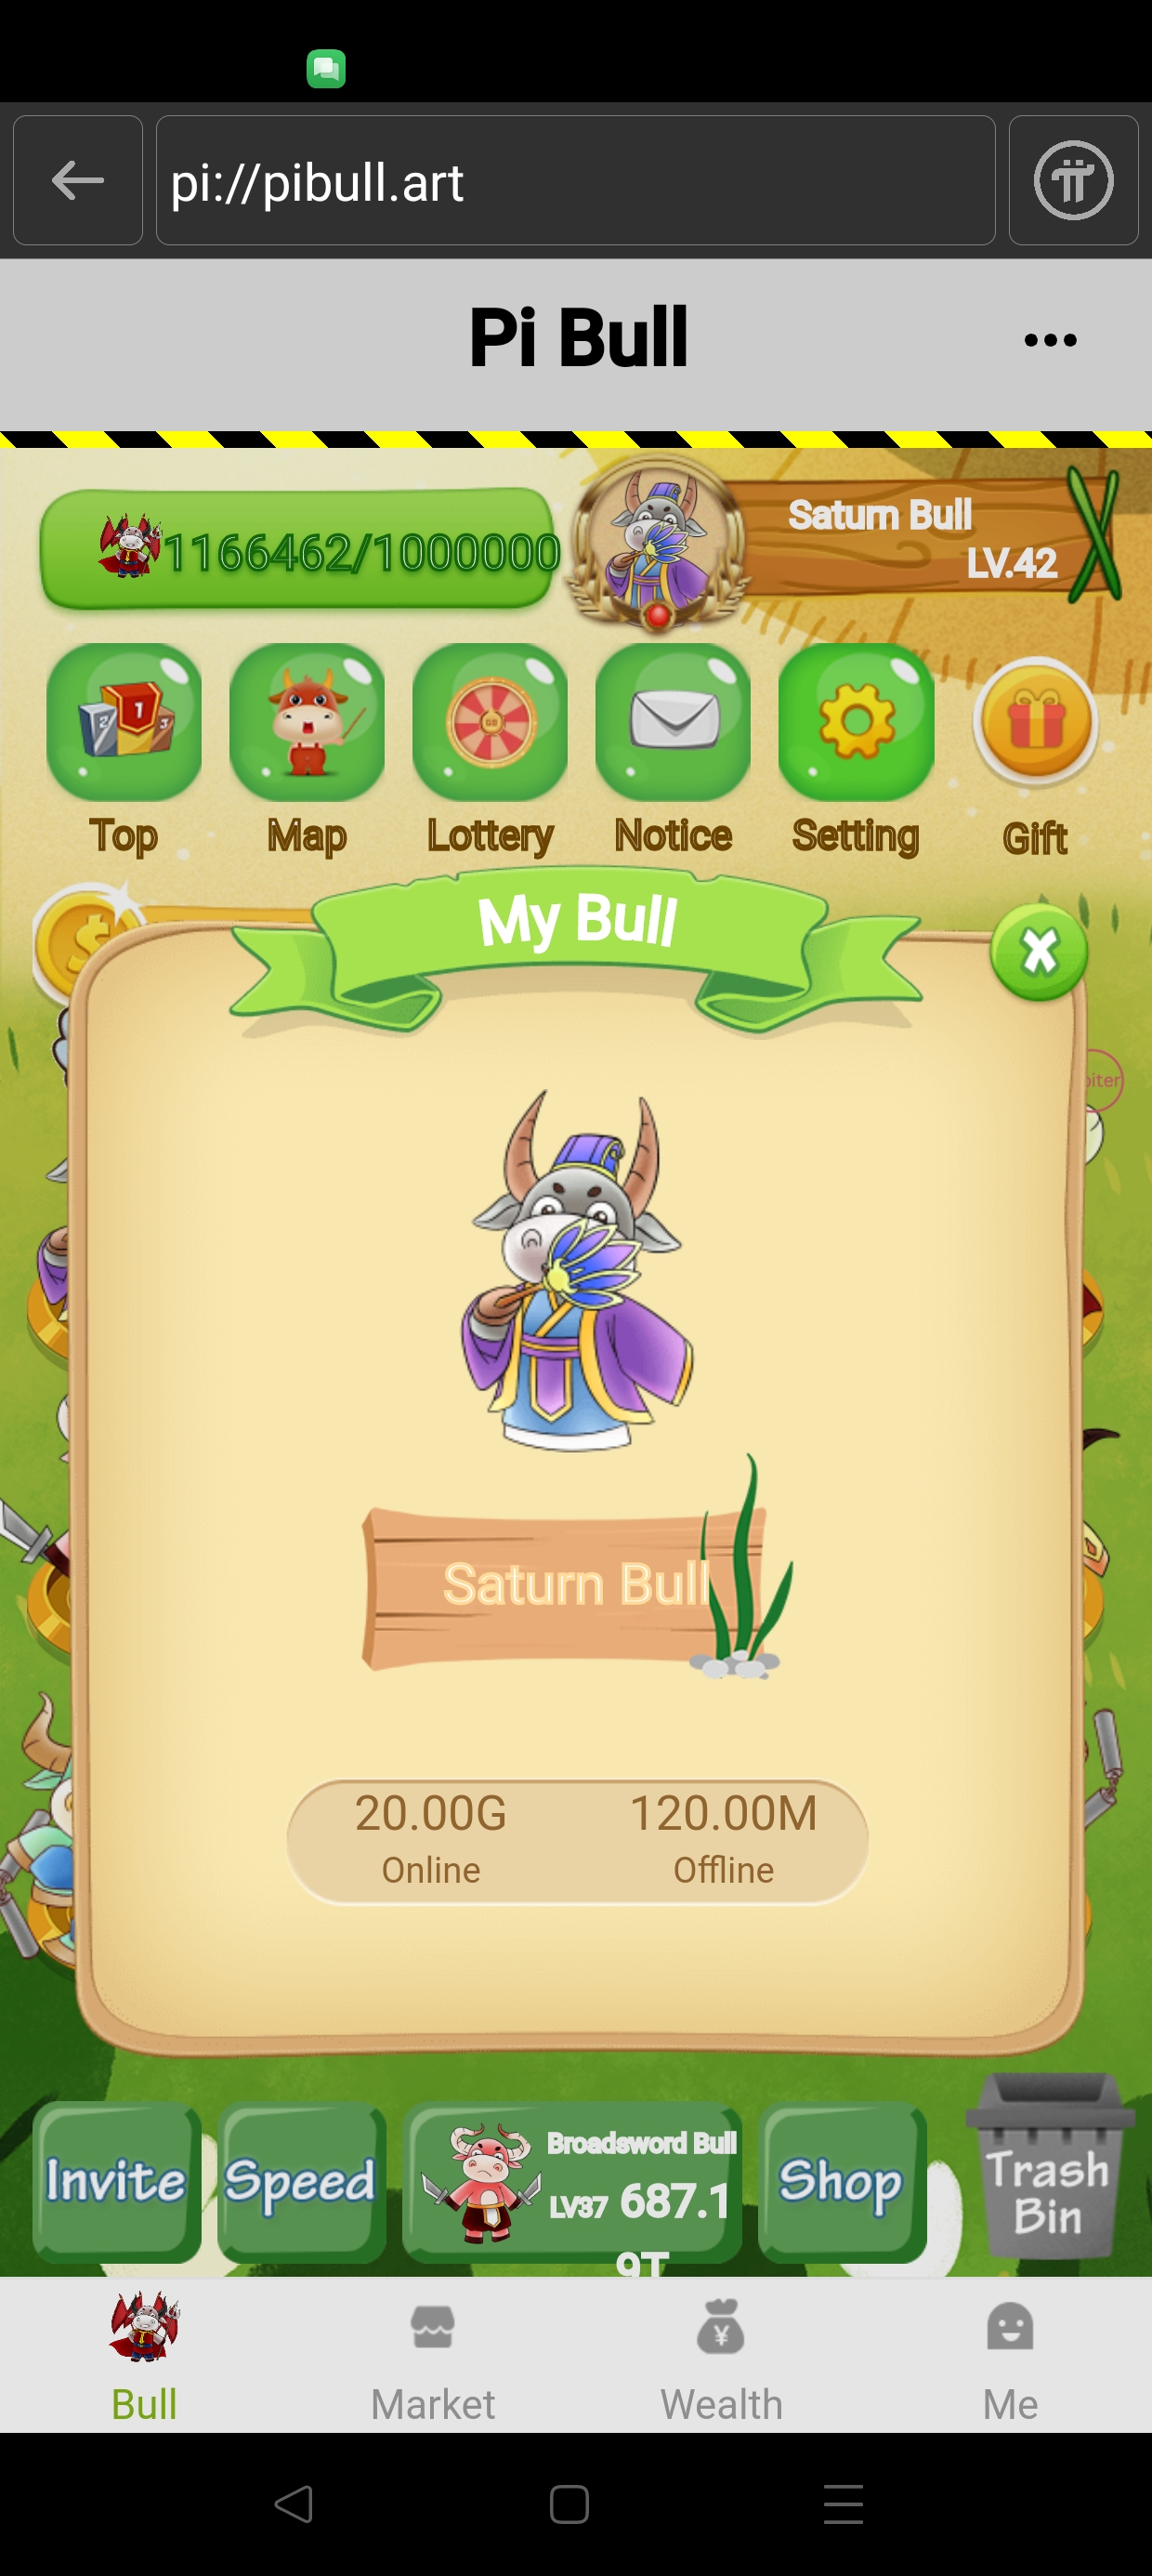 pi://pibull.art
Pi Bull
1166462/1000000
Saturn Bull
LV.42
Top
Map
Lottery
Notice
Setting
Gift
My Bull
Saturn Bull
20.00G
120.00M
Online
Offline
Invite
Speed
Broadsword Bull
LV37 687.1
9T
Shop
Trash
Bin
Bull
Market
Wealth
Me